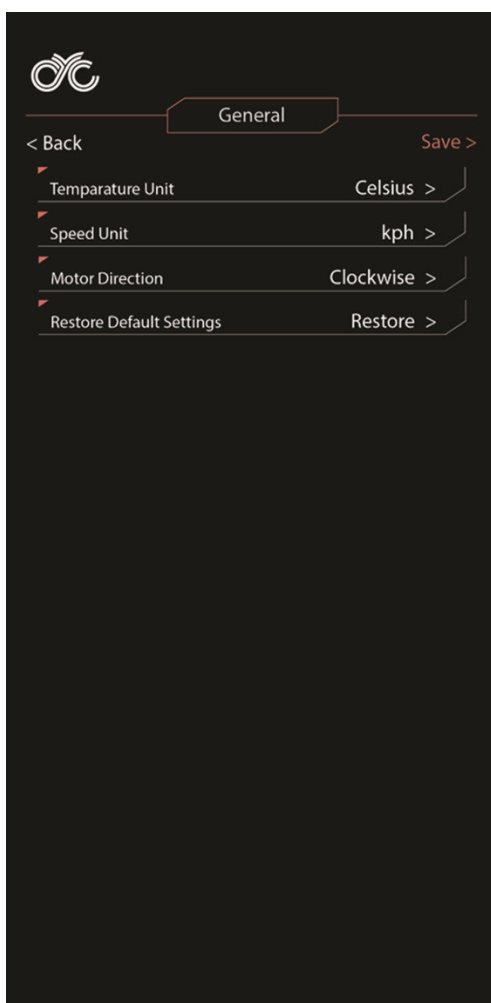 General
< Back Save >
Temparature Unit Celsius >
Speed Unit kph >
Motor Direction Clockwise >
Restore Default Settings Restore >